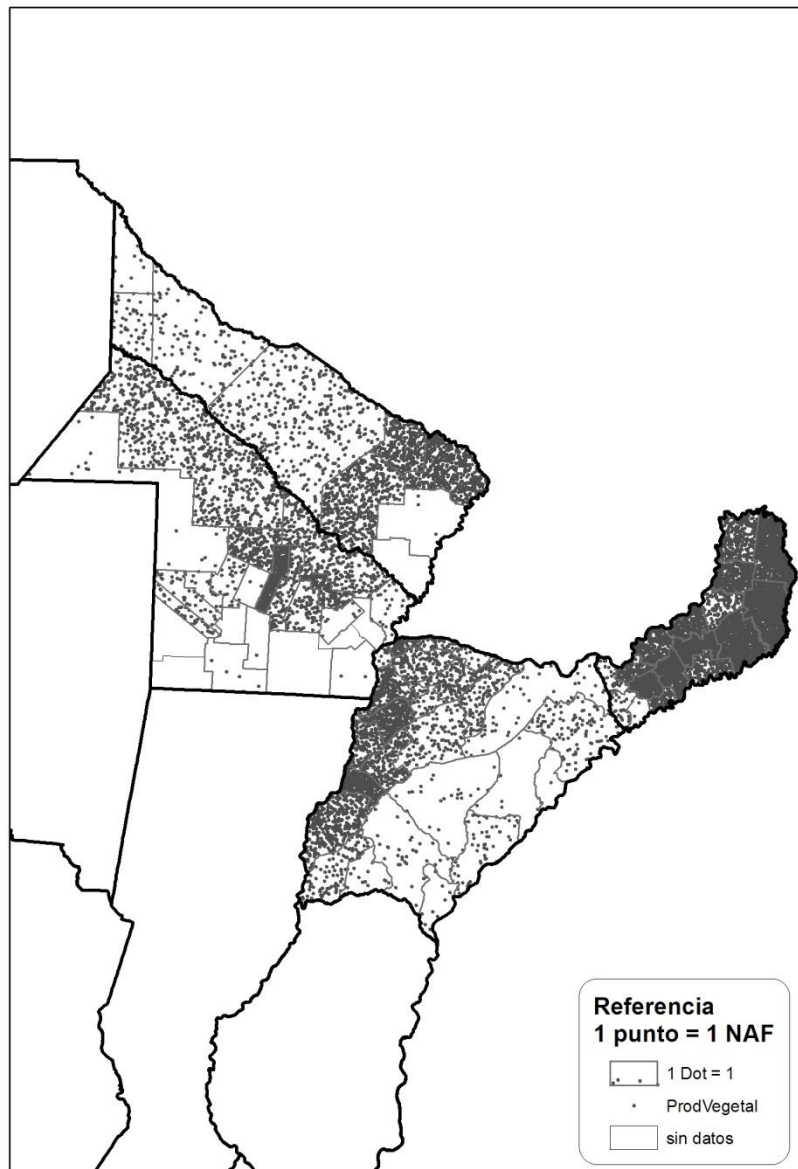 Referencia
1 punto = 1 NAF
1 Dot = 1
ProdVegetal
sin datos